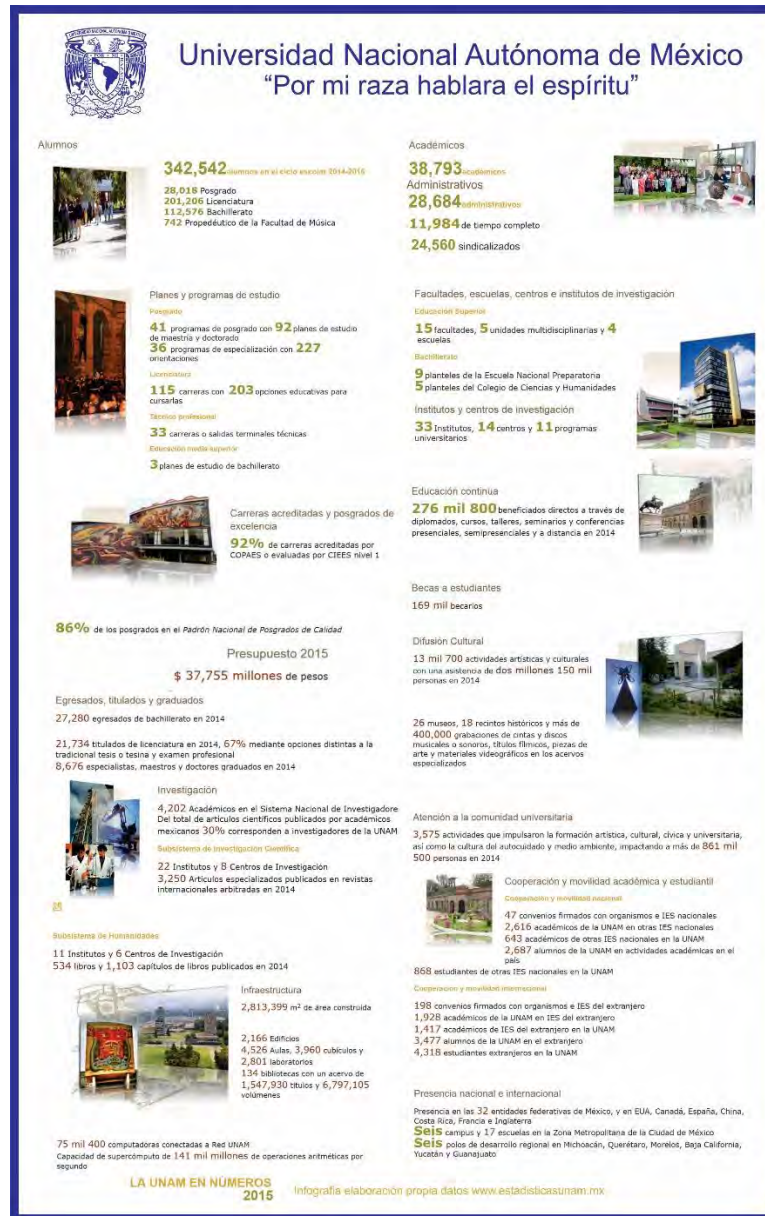 Universidad Nacional Autónoma de México
“Por mi raza hablara el espíritu”
Alumnos
342,542 alumnos en el ciclo escolar 2014-2015
28,018 Posgrado
201,206 Licenciatura
112,576 Bachillerato
742 Propedéutico de la Facultad de Música
Académicos
38,793 académicos
Administrativos
28,684 administrativos
11,984 de tiempo completo
24,560 sindicalizados
Planes y programas de estudio
Posgrado
41 programas de posgrado con 92 planes de estudio
de maestría y doctorado
36 programas de especialización con 227
orientaciones
Licenciatura
115 carreras con 203 opciones educativas para
cursarlas
Técnico profesional
33 carreras o salidas terminales técnicas
Educación media superior
3 planes de estudio de bachillerato
Facultades, escuelas, centros e institutos de investigación
Educación Superior
15 facultades, 5 unidades multidisciplinarias y 4
escuelas
Bachillerato
9 planteles de la Escuela Nacional Preparatoria
5 planteles del Colegio de Ciencias y Humanidades
Institutos y centros de investigación
33 Institutos, 14 centros y 11 programas
universitarios
Carreras acreditadas y posgrados de
excelencia
92% de carreras acreditadas por
COPAES o evaluadas por CIEES nivel 1
86% de los posgrados en el Padrón Nacional de Posgrados de Calidad
Educación continua
276 mil 800 beneficiados directos a través de
diplomados, cursos, talleres, seminarios y conferencias
presenciales, semipresenciales y a distancia en 2014
Becas a estudiantes
169 mil becarios
Presupuesto 2015
$ 37,755 millones de pesos
Egresados, titulados y graduados
27,280 egresados de bachillerato en 2014
21,734 titulados de licenciatura en 2014, 67% mediante opciones distintas a la
tradicional tesis o tesina y examen profesional
8,676 especialistas, maestros y doctores graduados en 2014
Difusión Cultural
13 mil 700 actividades artísticas y culturales
con una asistencia de dos millones 150 mil
personas en 2014
26 museos, 18 recintos históricos y más de
400,000 grabaciones de cintas y discos
musicales o sonoros, títulos fílmicos, piezas de
arte y materiales videográficos en los acervos
especializados
Investigación
4,202 Académicos en el Sistema Nacional de Investigadore
Del total de artículos científicos publicados por académicos
mexicanos 30% corresponden a investigadores de la UNAM
Subsistema de Investigación Científica
22 Institutos y 8 Centros de Investigación
3,250 Artículos especializados publicados en revistas
internacionales arbitradas en 2014
Subsistema de Humanidades
11 Institutos y 6 Centros de Investigación
534 libros y 1,103 capítulos de libros publicados en 2014
Atención a la comunidad universitaria
3,575 actividades que impulsaron la formación artística, cultural, cívica y universitaria,
así como la cultura del autocuidado y medio ambiente, impactando a más de 861 mil
500 personas en 2014
Cooperación y movilidad académica y estudiantil
Cooperación y movilidad nacional
47 convenios firmados con organismos e IES nacionales
2,616 académicos de la UNAM en otras IES nacionales
643 académicos de otras IES nacionales en la UNAM
2,687 alumnos de la UNAM en actividades académicas en el
país
868 estudiantes de otras IES nacionales en la UNAM
Cooperación y movilidad internacional
198 convenios firmados con organismos e IES del extranjero
1,928 académicos de la UNAM en IES del extranjero
1,417 académicos de IES del extranjero en la UNAM
3,477 alumnos de la UNAM en el extranjero
4,318 estudiantes extranjeros en la UNAM
Infraestructura
2,813,399 m² de área construida
2,166 Edificios
4,526 Aulas, 3,960 cubículos y
2,801 laboratorios
134 bibliotecas con un acervo de
1,547,930 títulos y 6,797,105
volúmenes
75 mil 400 computadoras conectadas a Red UNAM
Capacidad de supercómputo de 141 mil millones de operaciones aritméticas por
segundo
Presencia nacional e internacional
Presencia en las 32 entidades federativas de México, y en EUA, Canadá, España, China,
Costa Rica, Francia e Inglaterra
Seis campus y 17 escuelas en la Zona Metropolitana de la Ciudad de México
Seis polos de desarrollo regional en Michoacán, Querétaro, Morelos, Baja California,
Yucatán y Guanajuato
LA UNAM EN NÚMEROS
2015
Infografía elaboración propia datos www.estadisticasunam.mx